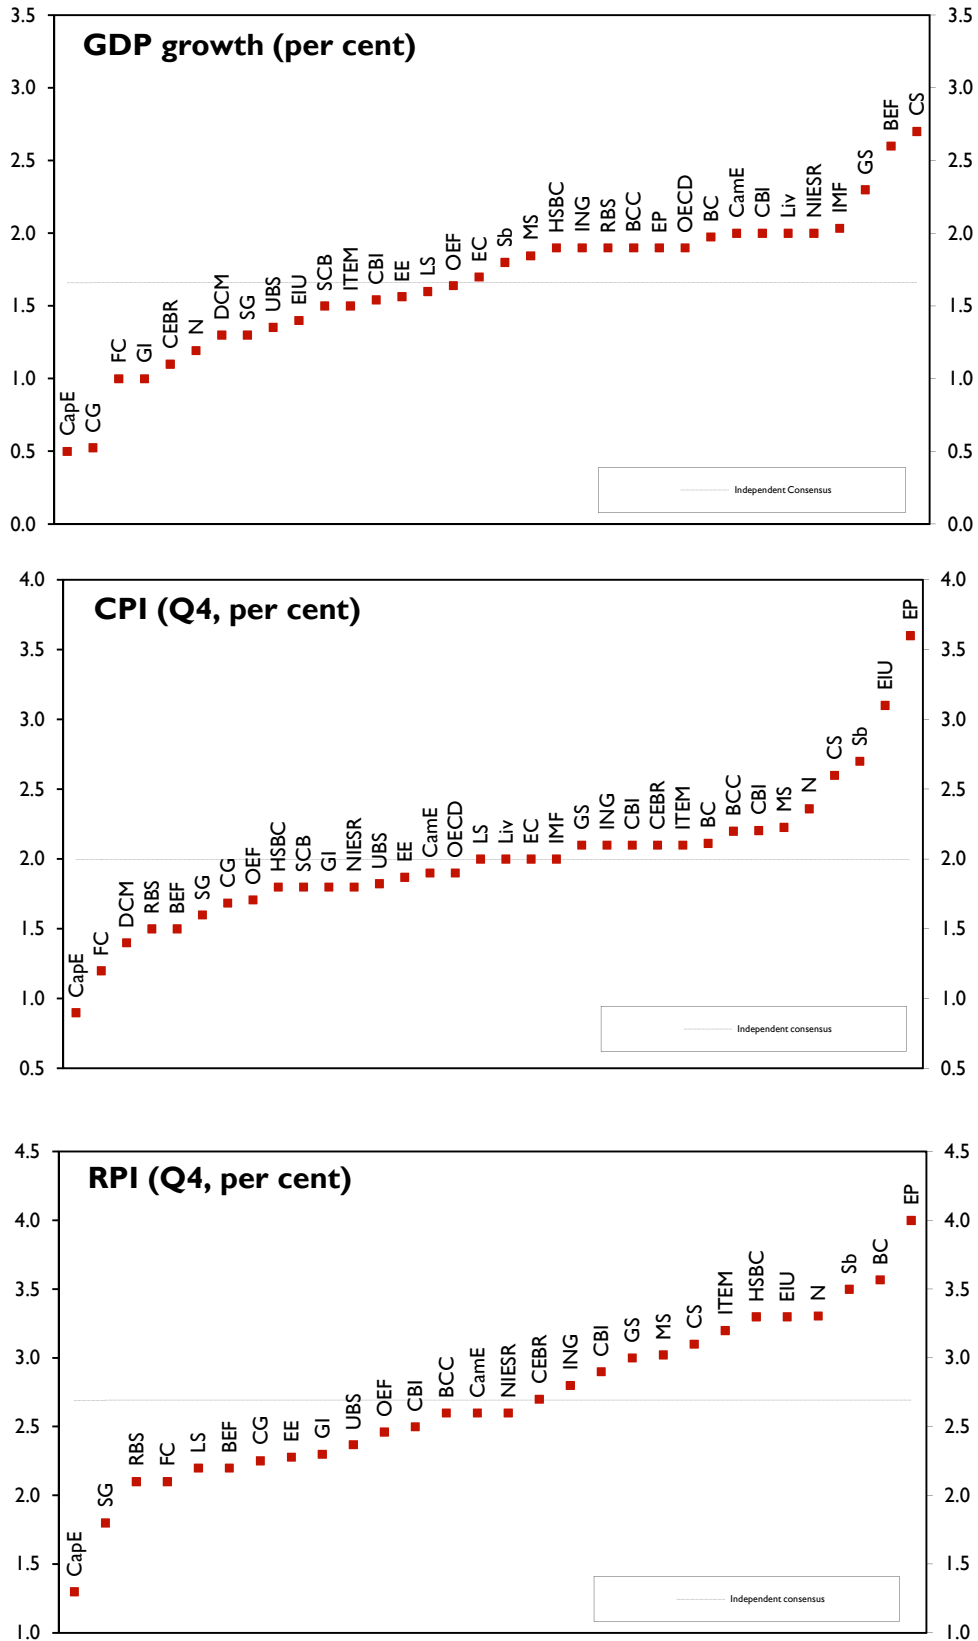 GDP growth (per cent)
3.5 3.5
3.0 3.0
2.5 2.5
2.0 2.0
1.5 1.5
1.0 1.0
0.5 0.5
0.0 0.0
CapE CG FC GI CEBR N DCM SG UBS EIU SCB ITEM CBI EE LS OEF EC Sb MS HSBC ING RBS BCC EP OECD BC CamE CBI Liv NIESR IMF GS BEF CS
Independent Consensus
CPI (Q4, per cent)
4.0 4.0
3.5 3.5
3.0 3.0
2.5 2.5
2.0 2.0
1.5 1.5
1.0 1.0
0.5 0.5
CapE FC DCM RBS BEF SG CG OEF HSBC SCB GI NIESR UBS EE CamE OECD LS Liv EC IMF GS ING CBI CEBR ITEM BC BCC CBI MS N CS Sb EIU EP
Independent consensus
RPI (Q4, per cent)
4.5 4.5
4.0 4.0
3.5 3.5
3.0 3.0
2.5 2.5
2.0 2.0
1.5 1.5
1.0 1.0
CapE SG RBS FC LS BEF CG EE GI UBS OEF CBI BCC CamE NIESR CEBR ING CBI GS MS CS ITEM HSBC EIU N Sb BC EP
Independent consensus